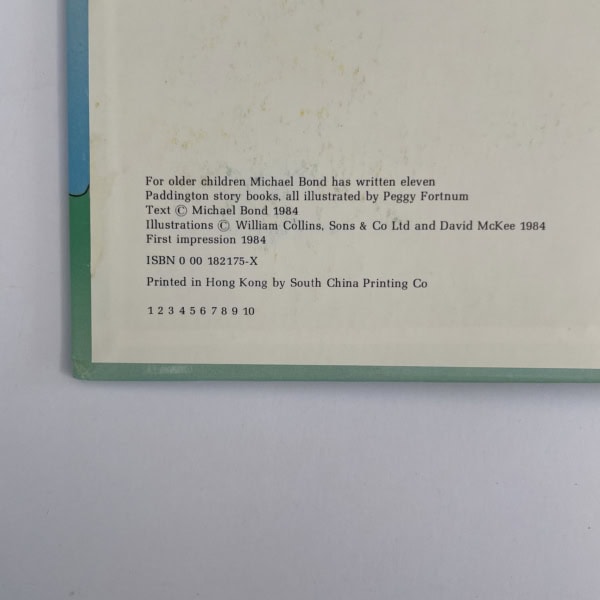 For older children Michael Bond has written eleven
Paddington story books, all illustrated by Peggy Fortnum
Text © Michael Bond 1984
Illustrations © William Collins, Sons & Co Ltd and David McKee 1984
First impression 1984
ISBN 0 00 182175-X
Printed in Hong Kong by South China Printing Co
1 2 3 4 5 6 7 8 9 10